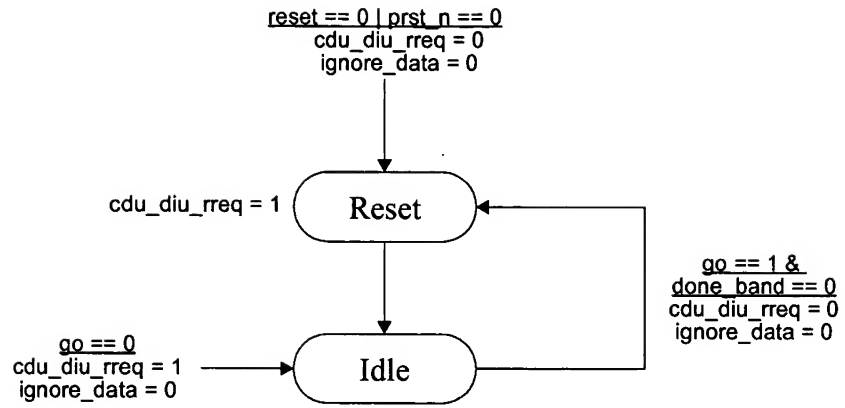 reset == 0 | prst_n == 0
cdu_diu_rreq = 0
ignore_data = 0
cdu_diu_rreq = 1
Reset
go == 1 &
done_band == 0
cdu_diu_rreq = 0
ignore_data = 0
go == 0
cdu_diu_rreq = 1
ignore_data = 0
Idle